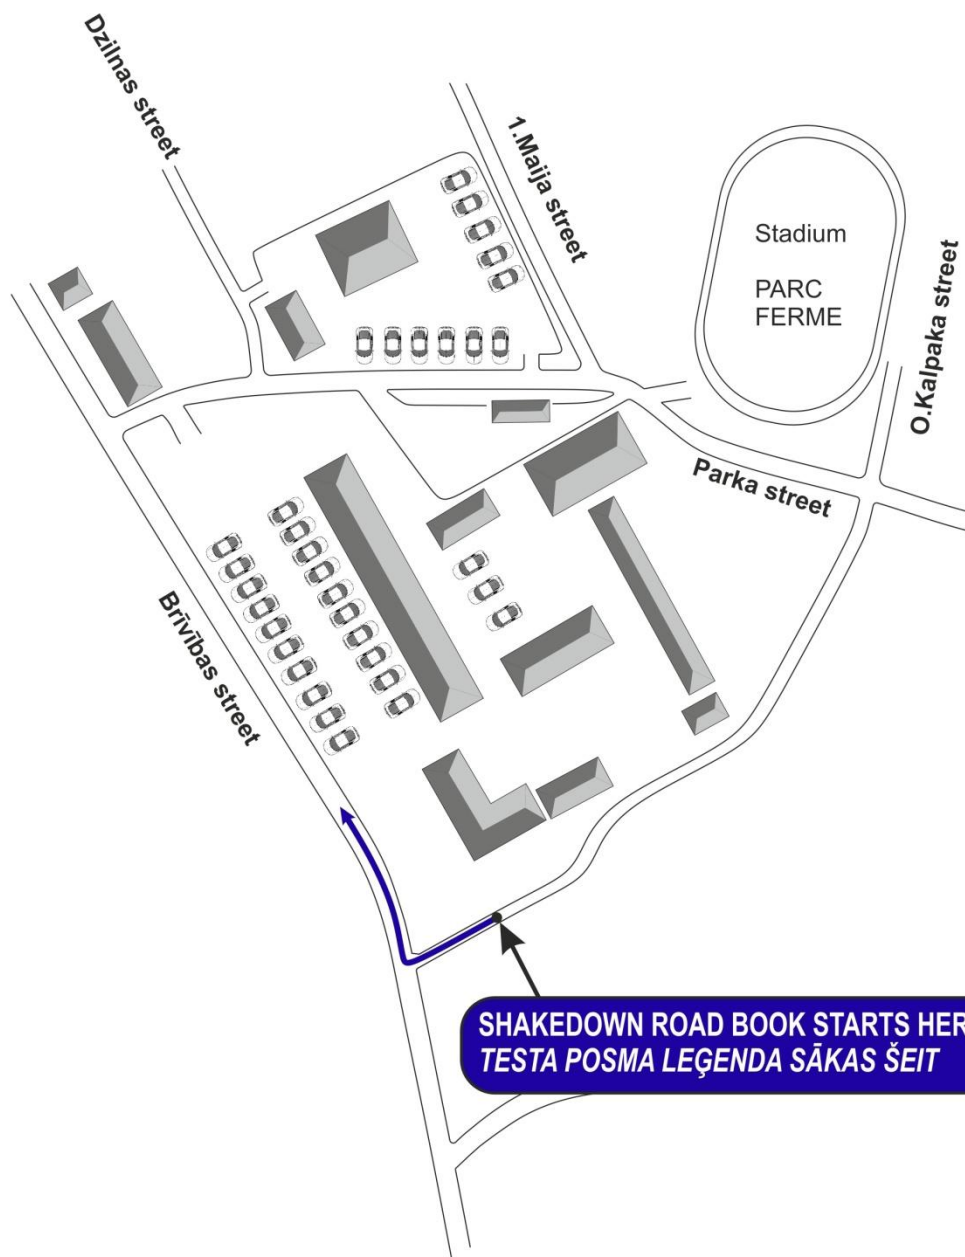 Dzilnas street
1.Maija street
Stadium
PARC
FERME
O.Kalpaka street
Parka street
Brīvības street
SHAKEDOWN ROAD BOOK STARTS HER
TESTA POSMA LEĢENDA SĀKAS ŠEIT